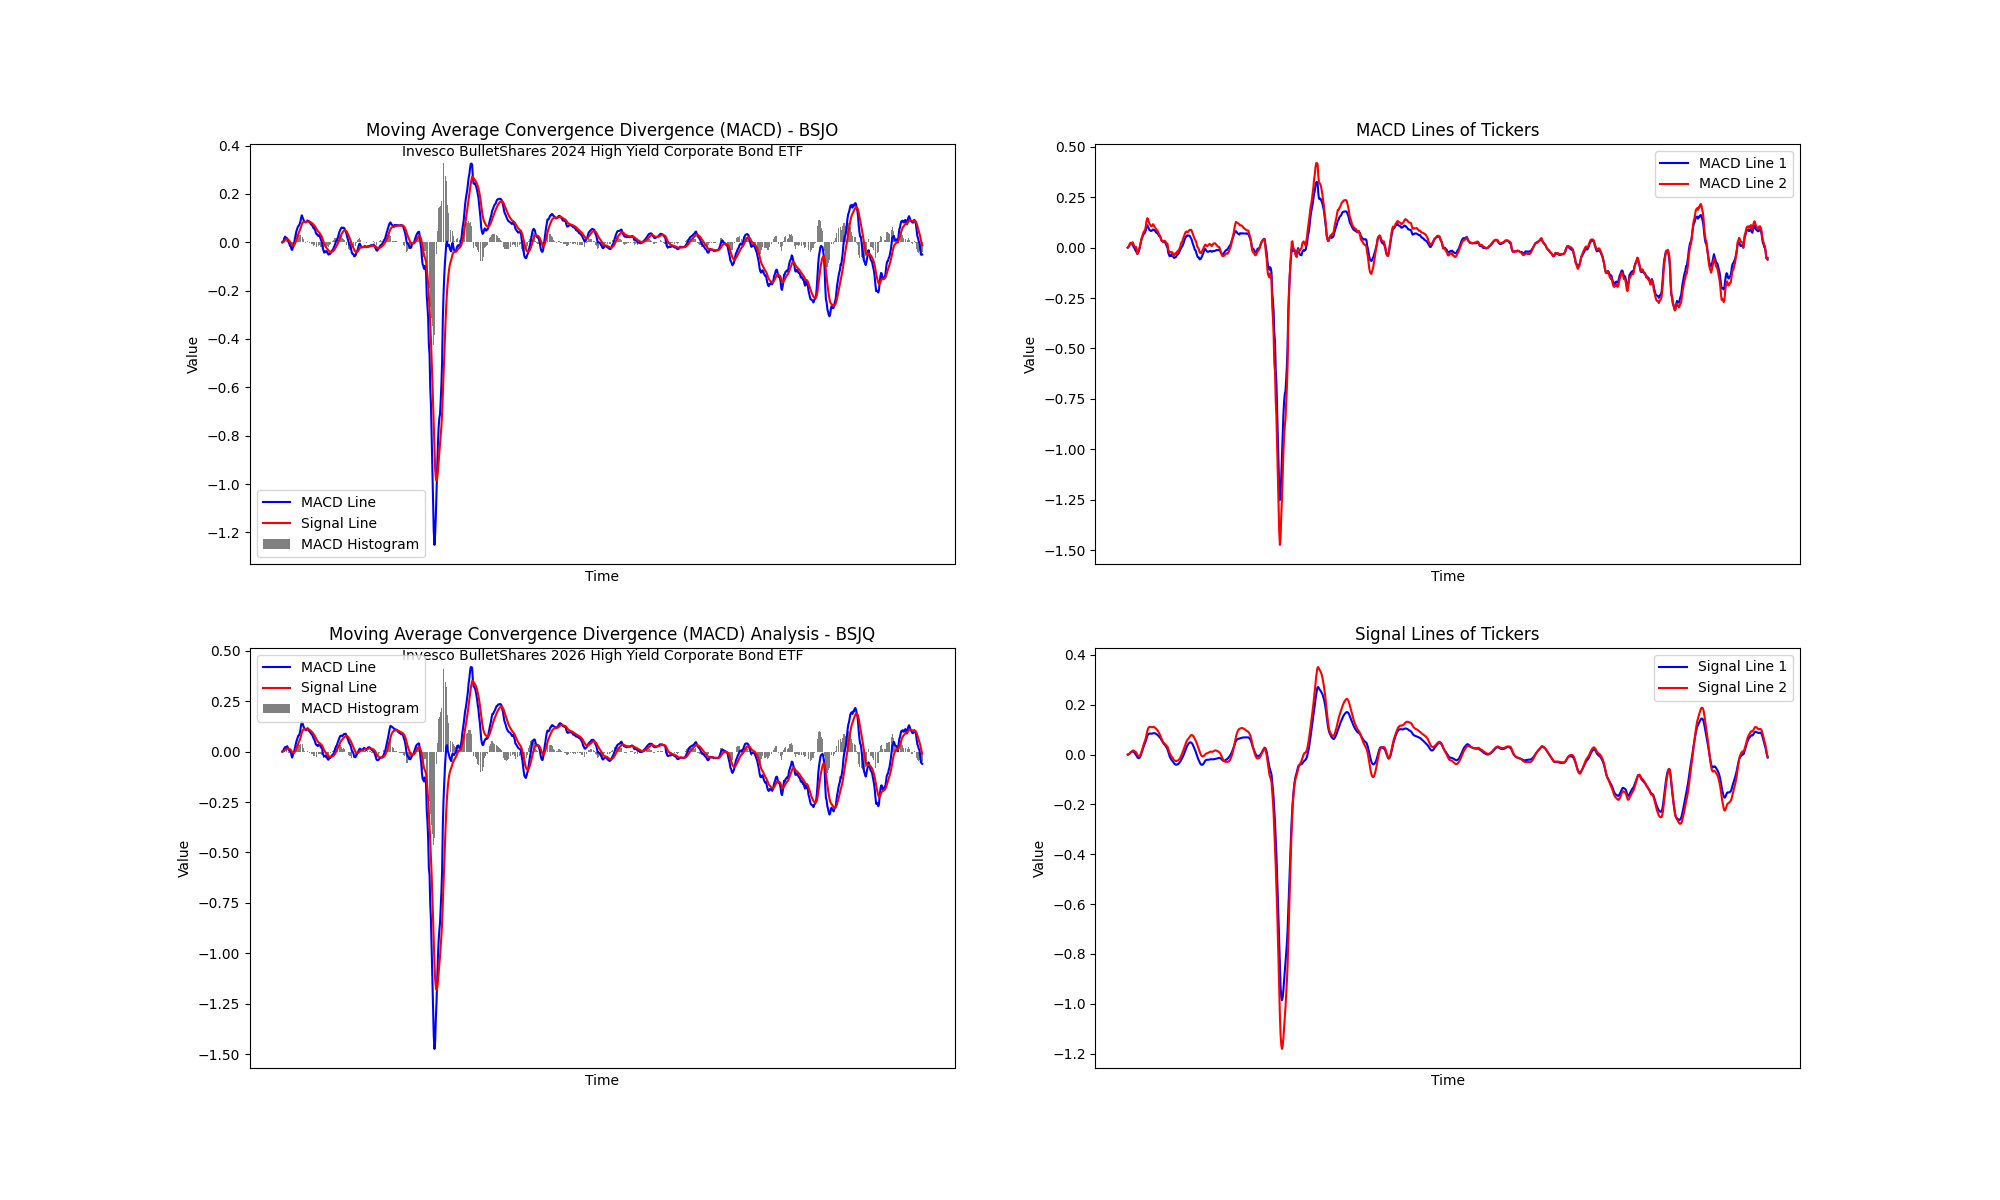 Moving Average Convergence Divergence (MACD) - BSJO
Invesco BulletShares 2024 High Yield Corporate Bond ETF
0.4
0.2
0.0
−0.2
−0.4
−0.6
−0.8
−1.0
−1.2
Value
MACD Line
Signal Line
MACD Histogram
Time
MACD Lines of Tickers
0.50
0.25
0.00
−0.25
−0.50
−0.75
−1.00
−1.25
−1.50
Value
MACD Line 1
MACD Line 2
Time
Moving Average Convergence Divergence (MACD) Analysis - BSJQ
Invesco BulletShares 2026 High Yield Corporate Bond ETF
0.50
0.25
0.00
−0.25
−0.50
−0.75
−1.00
−1.25
−1.50
Value
MACD Line
Signal Line
MACD Histogram
Time
Signal Lines of Tickers
0.4
0.2
0.0
−0.2
−0.4
−0.6
−0.8
−1.0
−1.2
Value
Signal Line 1
Signal Line 2
Time